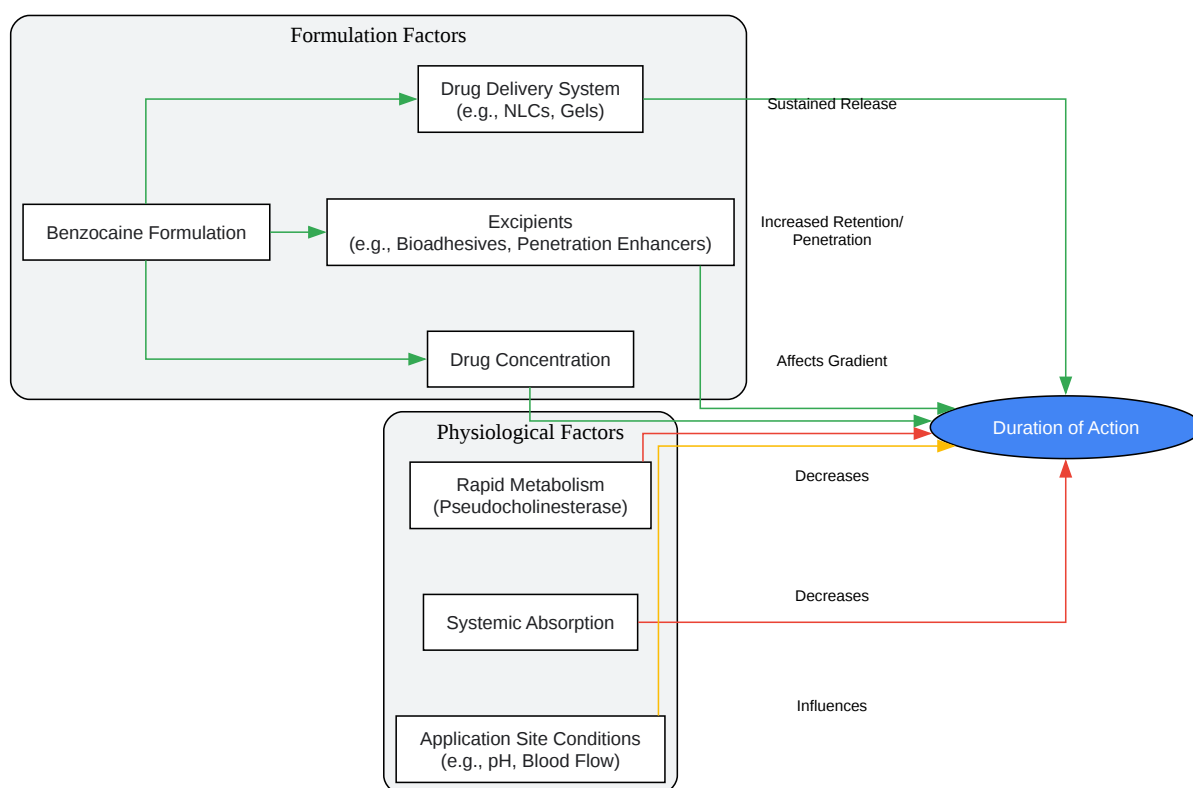 Formulation Factors
Drug Delivery System
(e.g., NLCs, Gels)
Sustained Release
Benzocaine Formulation
Excipients
(e.g., Bioadhesives, Penetration Enhancers)
Increased Retention/
Penetration
Drug Concentration
Affects Gradient
Duration of Action
Physiological Factors
Rapid Metabolism
(Pseudocholinesterase)
Decreases
Systemic Absorption
Decreases
Application Site Conditions
(e.g., pH, Blood Flow)
Influences